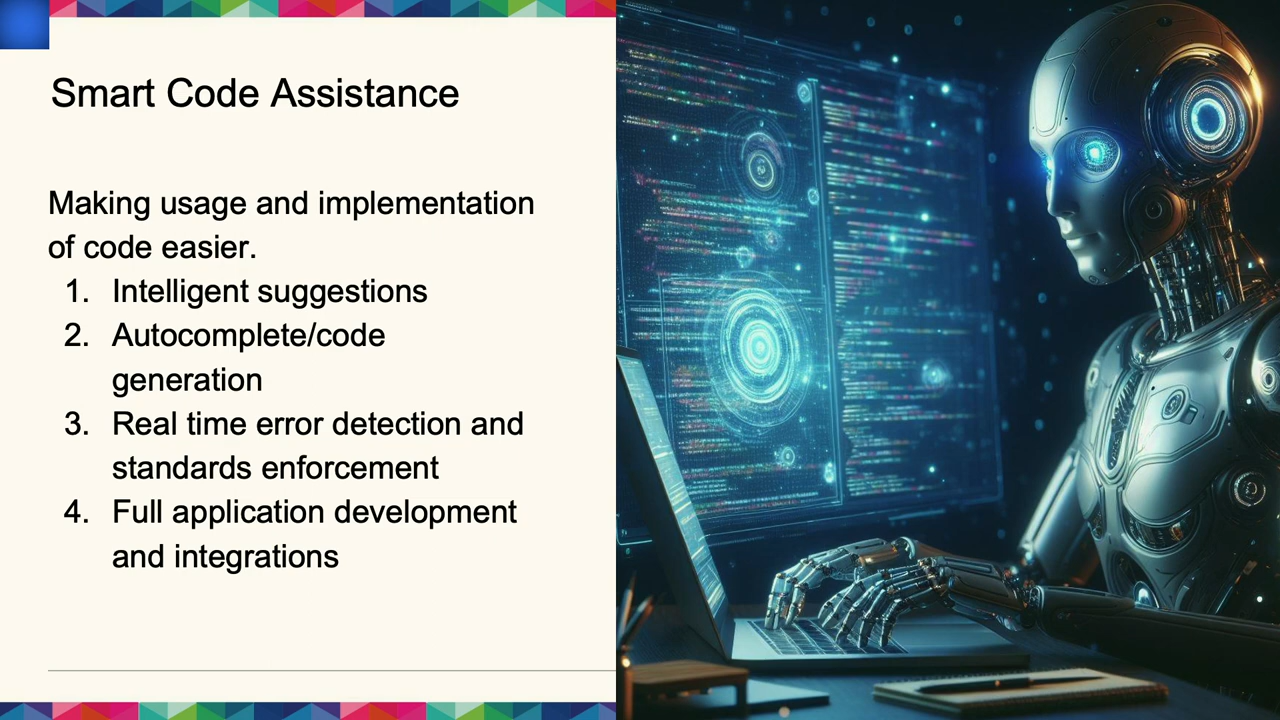 Smart Code Assistance
Making usage and implementation
of code easier.
1. Intelligent suggestions
2. Autocomplete/code
generation
3. Real time error detection and
standards enforcement
4. Full application development
and integrations